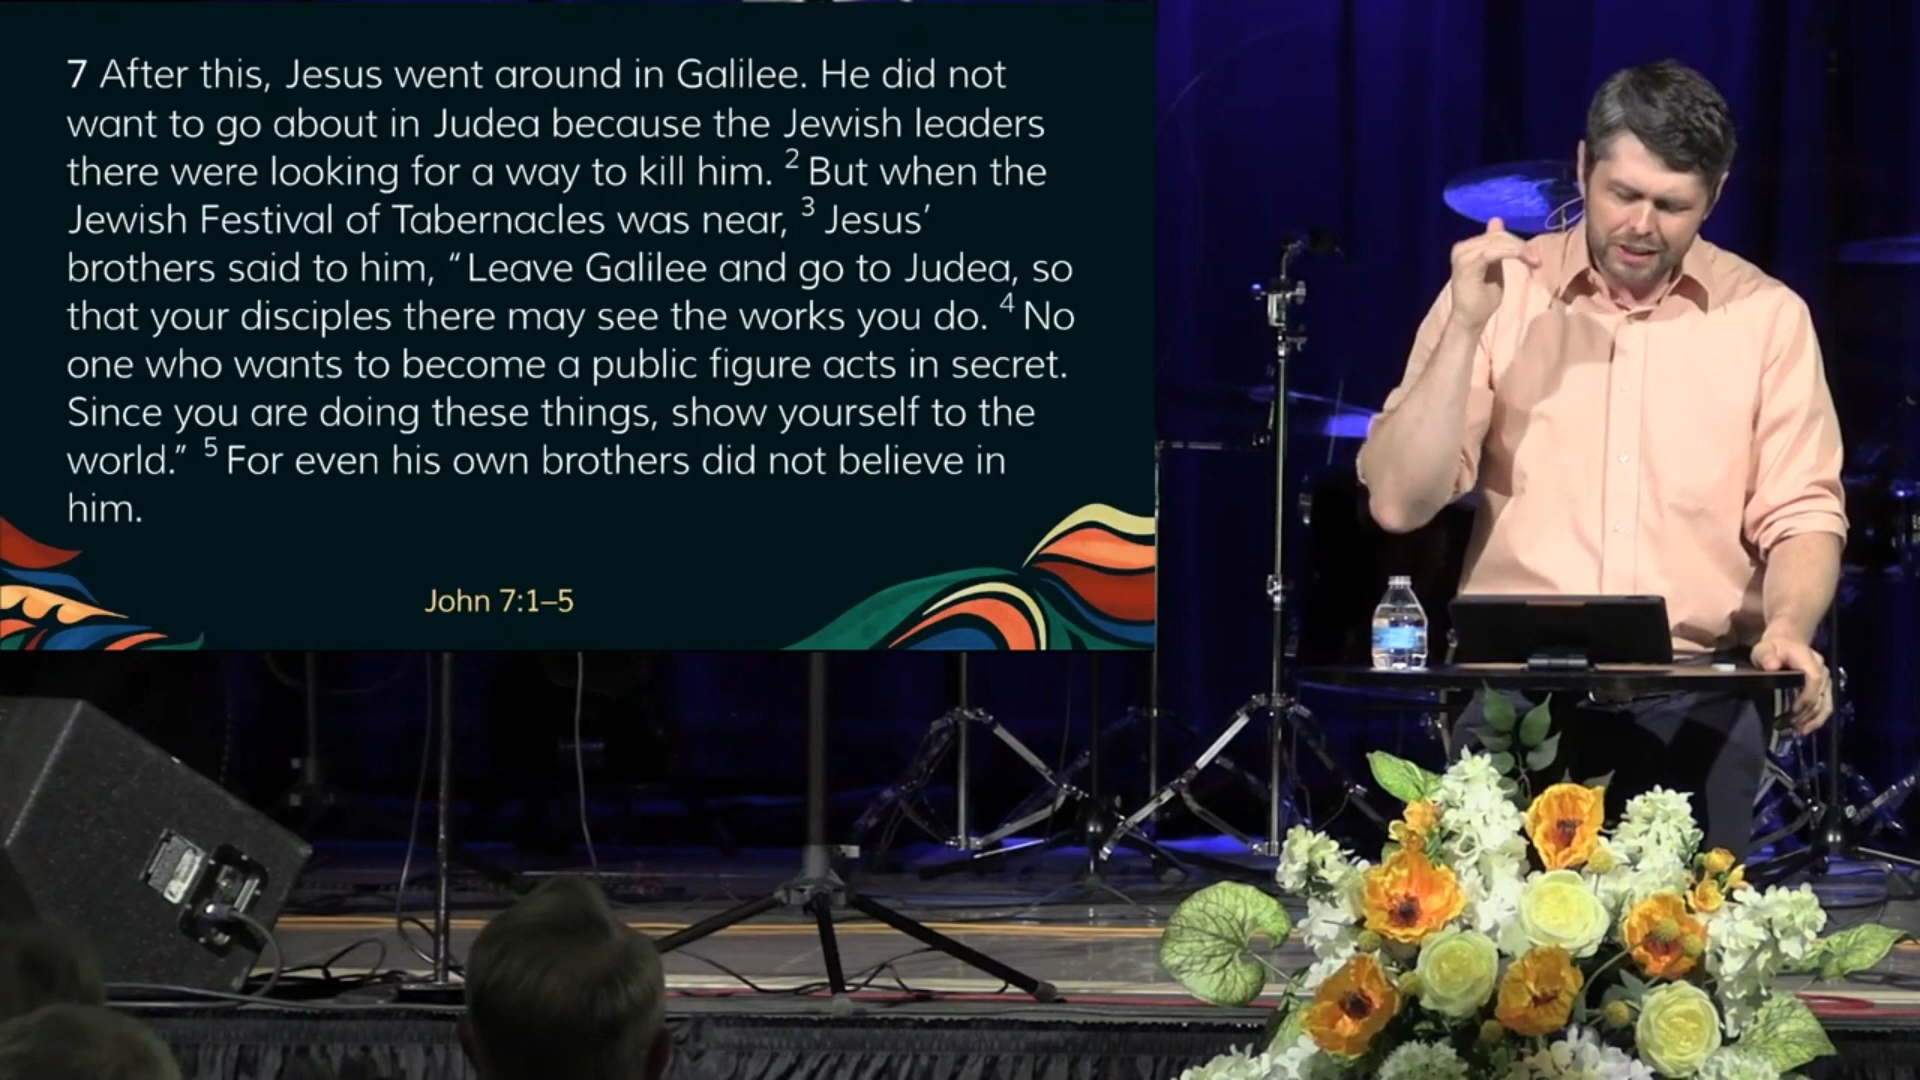 7 After this, Jesus went around in Galilee. He did not
want to go about in Judea because the Jewish leaders
there were looking for a way to kill him. 2 But when the
Jewish Festival of Tabernacles was near, 3 Jesus’
brothers said to him, “Leave Galilee and go to Judea, so
that your disciples there may see the works you do. 4 No
one who wants to become a public figure acts in secret.
Since you are doing these things, show yourself to the
world.” 5 For even his own brothers did not believe in
him.
John 7:1–5